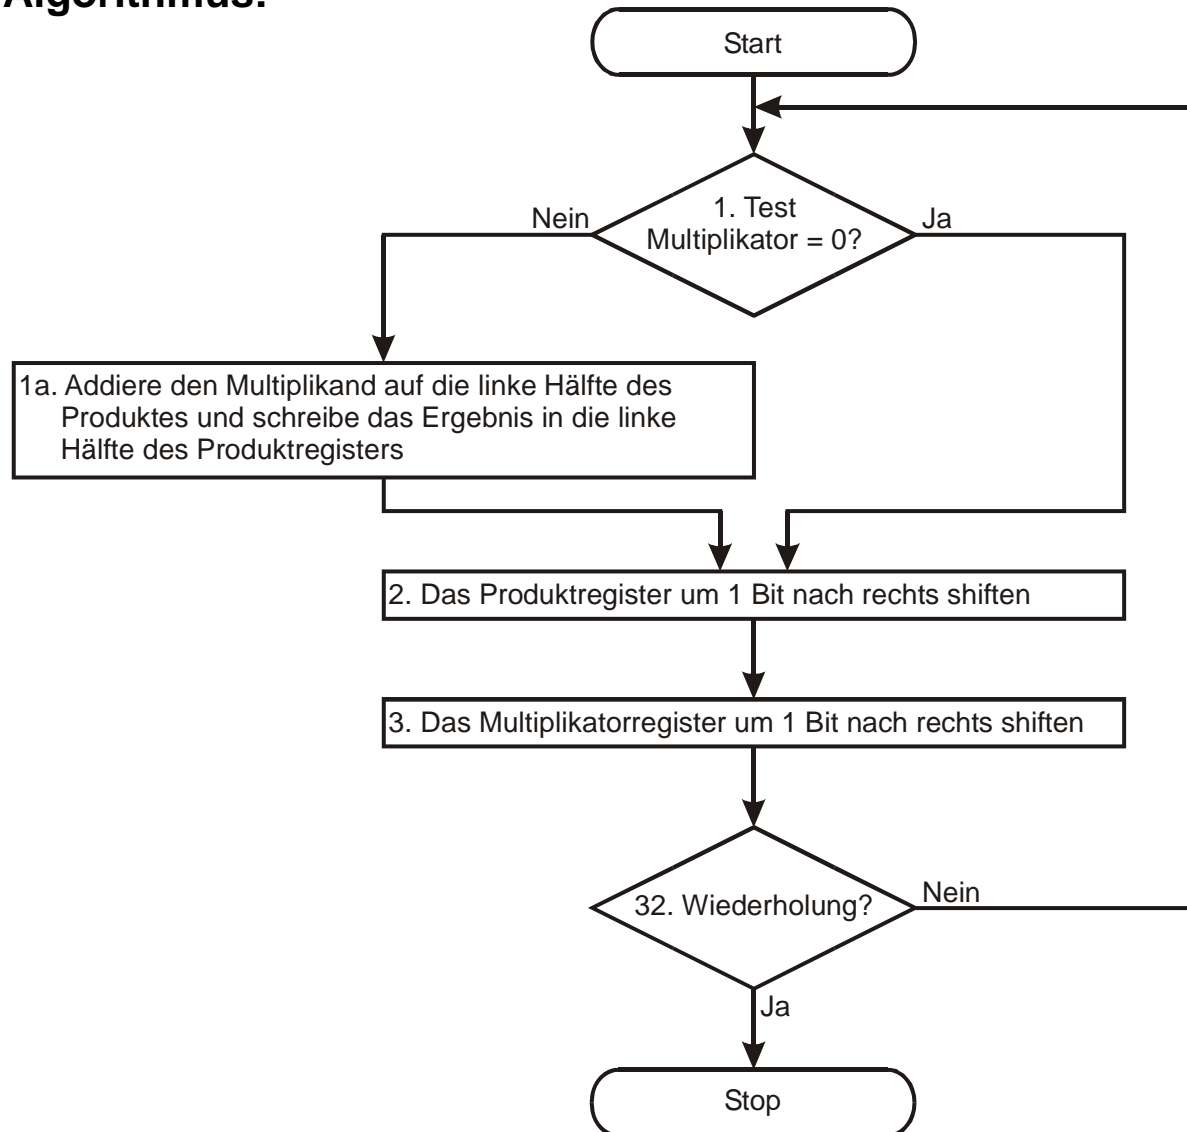 Algorithmus:
Start
1. Test
Multiplikator = 0?
Nein
Ja
1a. Addiere den Multiplikand auf die linke Hälfte des
Produktes und schreibe das Ergebnis in die linke
Hälfte des Produktregisters
2. Das Produktregister um 1 Bit nach rechts shiften
3. Das Multiplikatorregister um 1 Bit nach rechts shiften
32. Wiederholung?
Nein
Ja
Stop